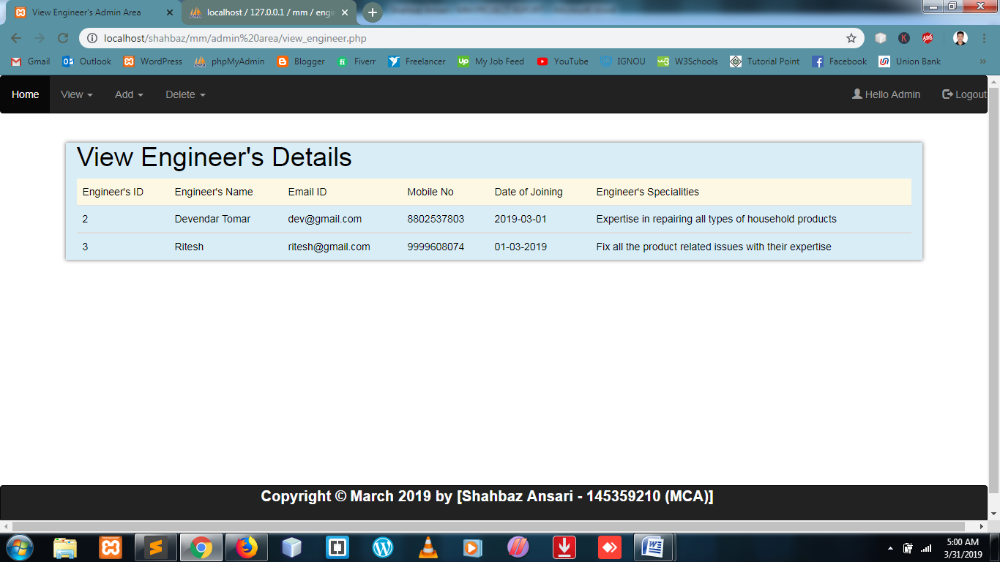 View Engineer's Admin Area
localhost / 127.0.0.1 / mm / engi
localhost/shahbaz/mm/admin%20area/view_engineer.php
Gmail Outlook WordPress phpMyAdmin Blogger Fiverr Freelancer My Job Feed YouTube IGNOU W3Schools Tutorial Point Facebook Union Bank »
Home View Add Delete Hello Admin Logout
View Engineer's Details
Engineer's ID Engineer's Name Email ID Mobile No Date of Joining Engineer's Specialities
2 Devendar Tomar dev@gmail.com 8802537803 2019-03-01 Expertise in repairing all types of household products
3 Ritesh ritesh@gmail.com 9999608074 01-03-2019 Fix all the product related issues with their expertise
Copyright © March 2019 by [Shahbaz Ansari - 145359210 (MCA)]
5:00 AM
3/31/2019